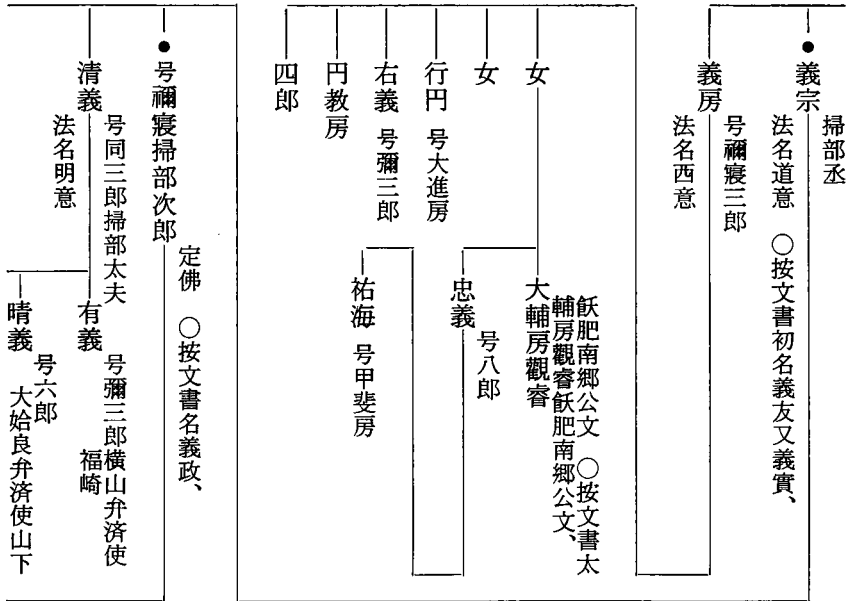 ●義宗
掃部丞
法名道意　〇按文書初名義友又義實、
義房
号禰寢三郎
法名西意
女
大輔房觀睿
飫肥南郷公文　〇按文書太
輔房觀睿飫肥南郷公文、
忠義
号八郎
女
行円　号大進房
右義　号彌三郎
祐海　号甲斐房
円教房
四郎
●号禰寢掃部次郎
定佛　〇按文書名義政、
清義
号同三郎掃部太夫
法名明意
有義
号彌三郎横山弁済使
福崎
晴義
号六郎
大姶良弁済使山下